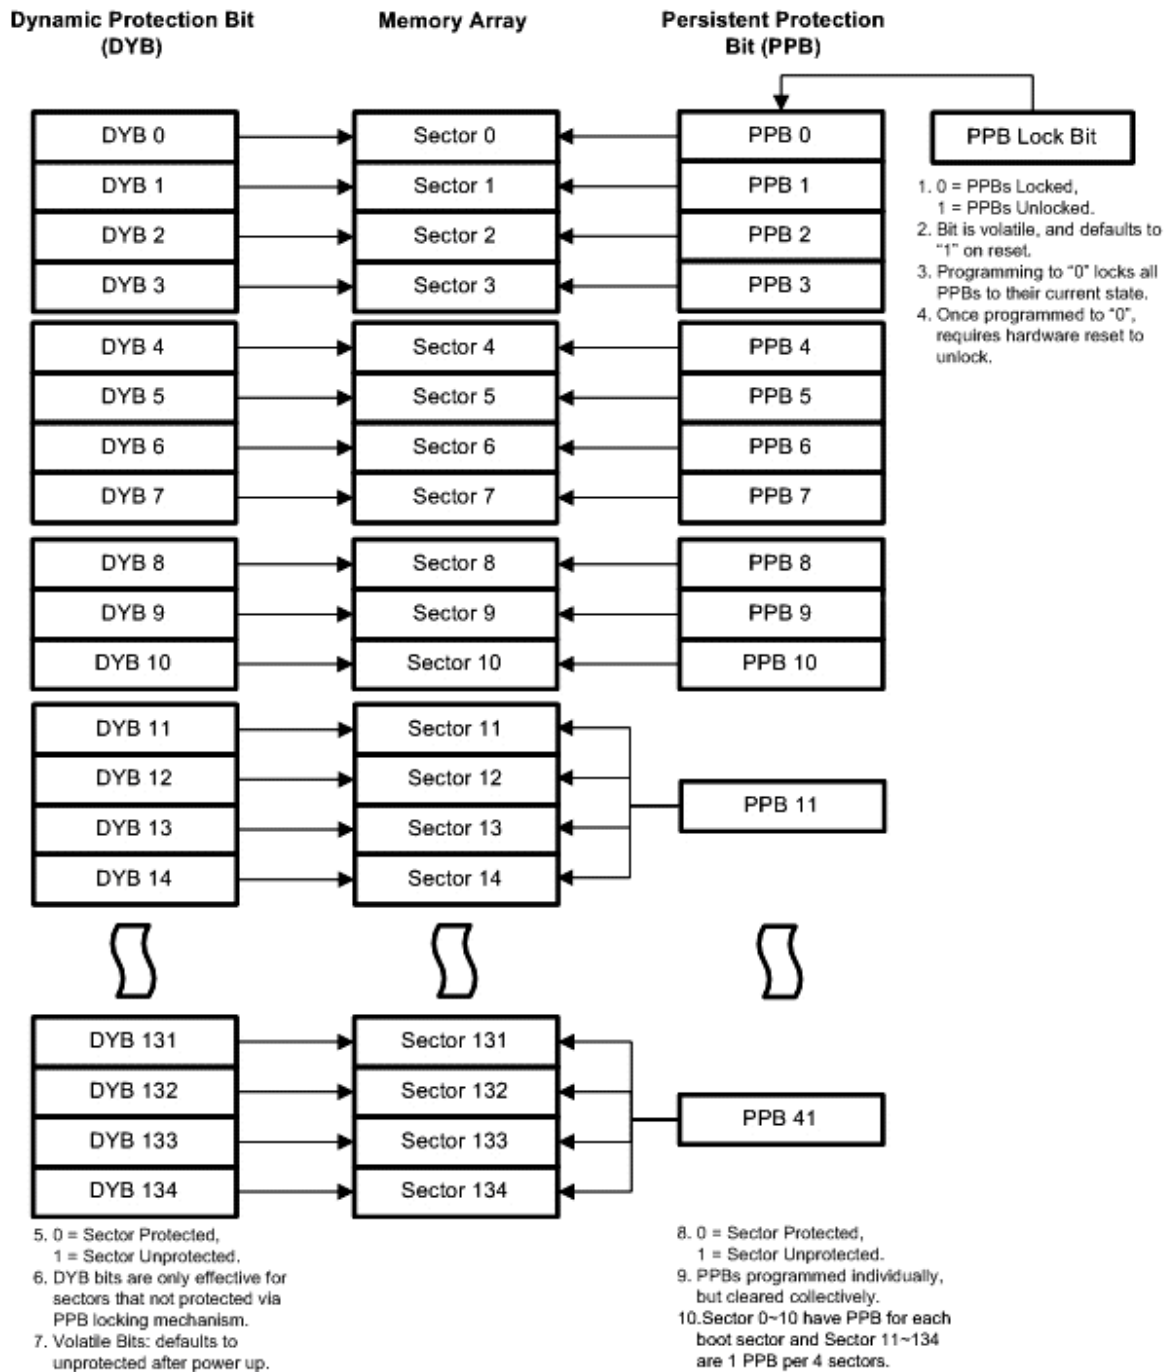 Dynamic Protection Bit
(DYB)
Memory Array
Persistent Protection
Bit (PPB)
DYB 0
Sector 0
PPB 0
PPB Lock Bit
DYB 1
Sector 1
PPB 1
DYB 2
Sector 2
PPB 2
DYB 3
Sector 3
PPB 3
1. 0 = PPBs Locked,
1 = PPBs Unlocked.
2. Bit is volatile, and defaults to
“1” on reset.
3. Programming to “0” locks all
PPBs to their current state.
4. Once programmed to “0”,
requires hardware reset to
unlock.
DYB 4
Sector 4
PPB 4
DYB 5
Sector 5
PPB 5
DYB 6
Sector 6
PPB 6
DYB 7
Sector 7
PPB 7
DYB 8
Sector 8
PPB 8
DYB 9
Sector 9
PPB 9
DYB 10
Sector 10
PPB 10
DYB 11
Sector 11
DYB 12
Sector 12
PPB 11
DYB 13
Sector 13
DYB 14
Sector 14
DYB 131
Sector 131
DYB 132
Sector 132
PPB 41
DYB 133
Sector 133
DYB 134
Sector 134
5. 0 = Sector Protected,
1 = Sector Unprotected.
6. DYB bits are only effective for
sectors that not protected via
PPB locking mechanism.
7. Volatile Bits: defaults to
unprotected after power up.
8. 0 = Sector Protected,
1 = Sector Unprotected.
9. PPBs programmed individually,
but cleared collectively.
10.Sector 0~10 have PPB for each
boot sector and Sector 11~134
are 1 PPB per 4 sectors.